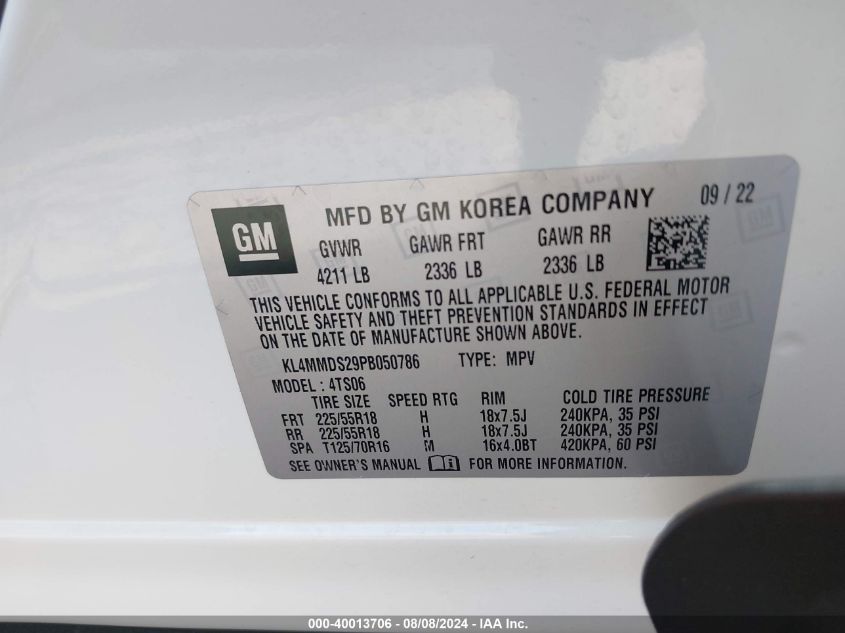 GM
MFD BY GM KOREA COMPANY 09 / 22
GVWR GAWR FRT GAWR RR
4211 LB 2336 LB 2336 LB
THIS VEHICLE CONFORMS TO ALL APPLICABLE U.S. FEDERAL MOTOR
VEHICLE SAFETY AND THEFT PREVENTION STANDARDS IN EFFECT
ON THE DATE OF MANUFACTURE SHOWN ABOVE.
KL4MMDS29PB050786 TYPE: MPV
MODEL : 4TS06
TIRE SIZE SPEED RTG RIM COLD TIRE PRESSURE
FRT 225/55R18 H 18x7.5J 240KPA, 35 PSI
RR 225/55R18 H 18x7.5J 240KPA, 35 PSI
SPA T125/70R16 M 16x4.0BT 420KPA, 60 PSI
SEE OWNER'S MANUAL FOR MORE INFORMATION.
000-40013706 - 08/08/2024 - IAA Inc.